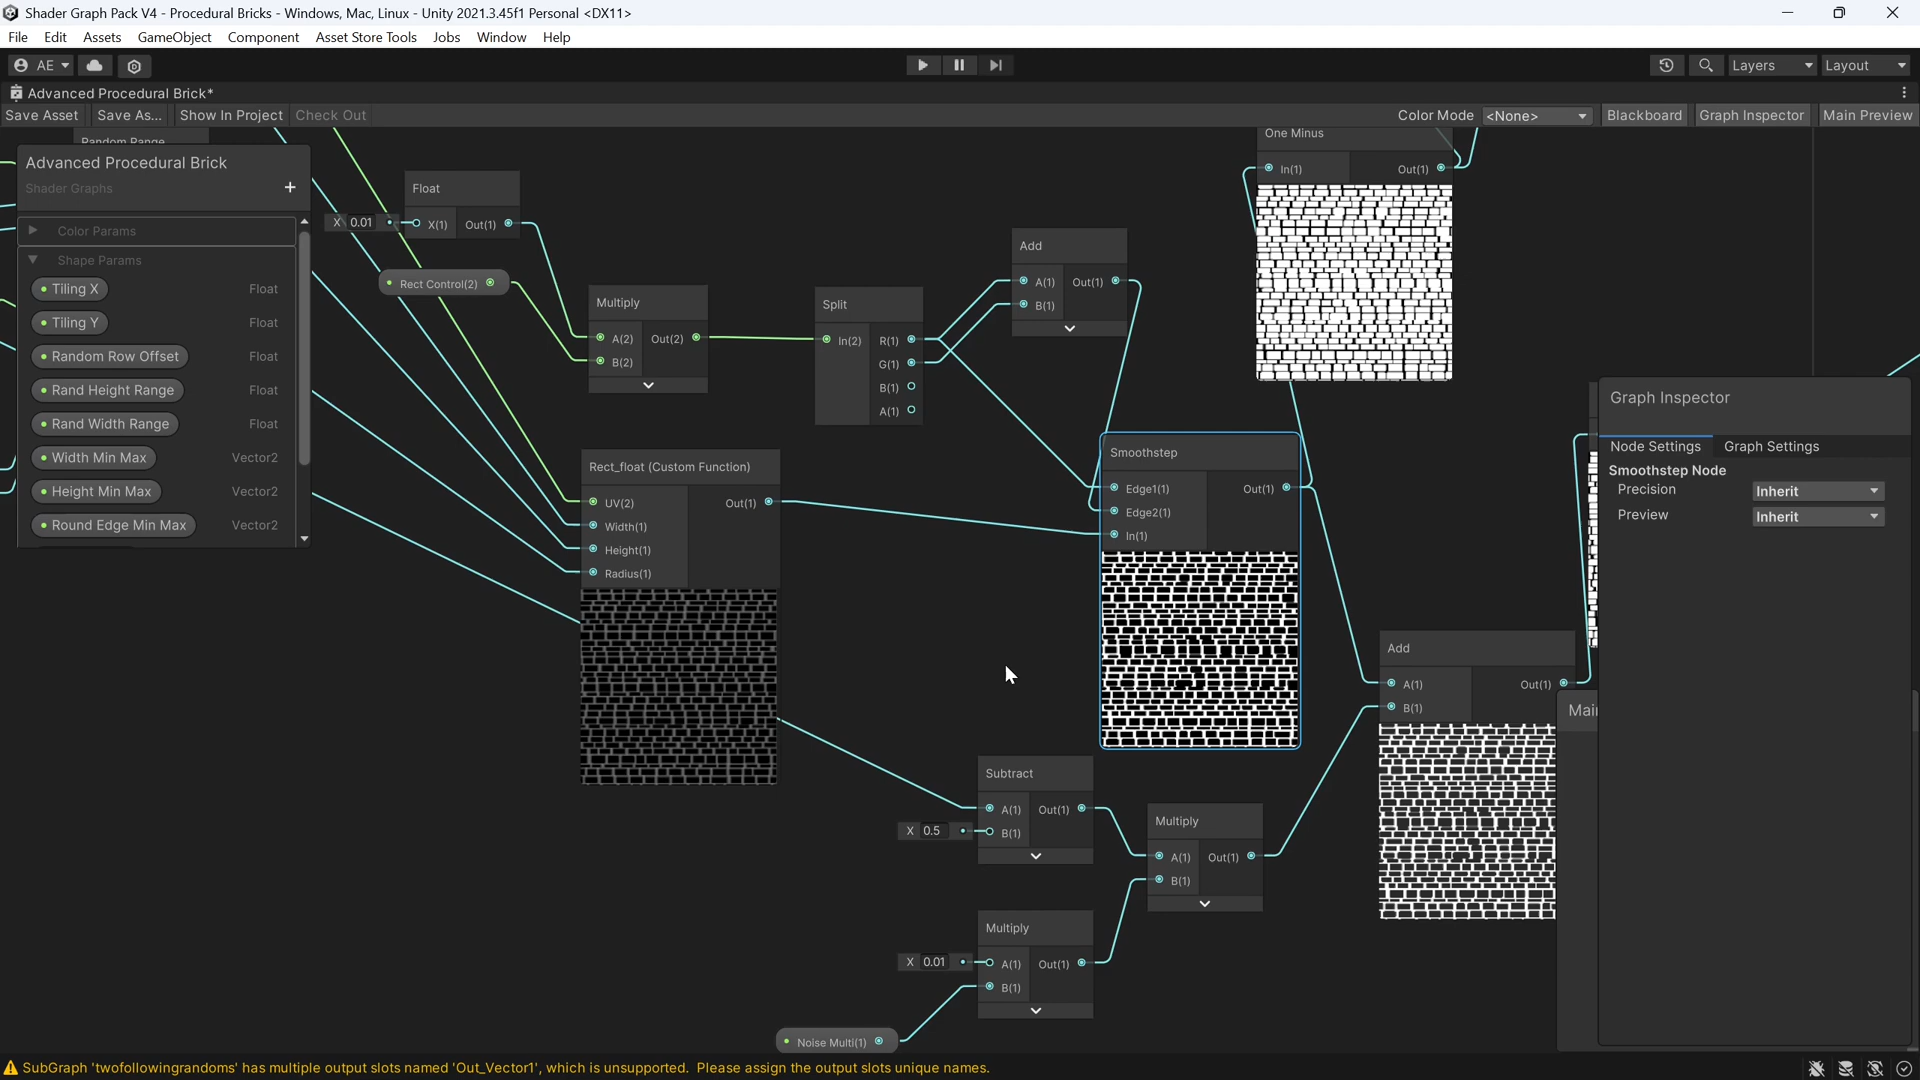 Shader Graph Pack V4 - Procedural Bricks - Windows, Mac, Linux - Unity 2021.3.45f1 Personal <DX11>
File Edit Assets GameObject Component Asset Store Tools Jobs Window Help
AE Layers Layout
Advanced Procedural Brick*
Save Asset Save As... Show In Project Check Out Color Mode <None> Blackboard Graph Inspector Main Preview
Random Range
Advanced Procedural Brick
Shader Graphs
+
Color Params
Shape Params
Tiling X Float
Tiling Y Float
Random Row Offset Float
Rand Height Range Float
Rand Width Range Float
Width Min Max Vector2
Height Min Max Vector2
Round Edge Min Max Vector2
Float
X 0.01 X(1) Out(1)
Rect Control(2)
Multiply
A(2) Out(2)
B(2)
Split
In(2) R(1)
G(1)
B(1)
A(1)
Add
A(1) Out(1)
B(1)
One Minus
In(1) Out(1)
Rect_float (Custom Function)
UV(2) Out(1)
Width(1)
Height(1)
Radius(1)
Smoothstep
Edge1(1) Out(1)
Edge2(1)
In(1)
Subtract
A(1) Out(1)
X 0.5 B(1)
Multiply
A(1) Out(1)
B(1)
Multiply
X 0.01 A(1) Out(1)
B(1)
Noise Multi(1)
Add
A(1) Out(1)
B(1)
Mai
Graph Inspector
Node Settings Graph Settings
Smoothstep Node
Precision Inherit
Preview Inherit
SubGraph 'twofollowingrandoms' has multiple output slots named 'Out_Vector1', which is unsupported. Please assign the output slots unique names.